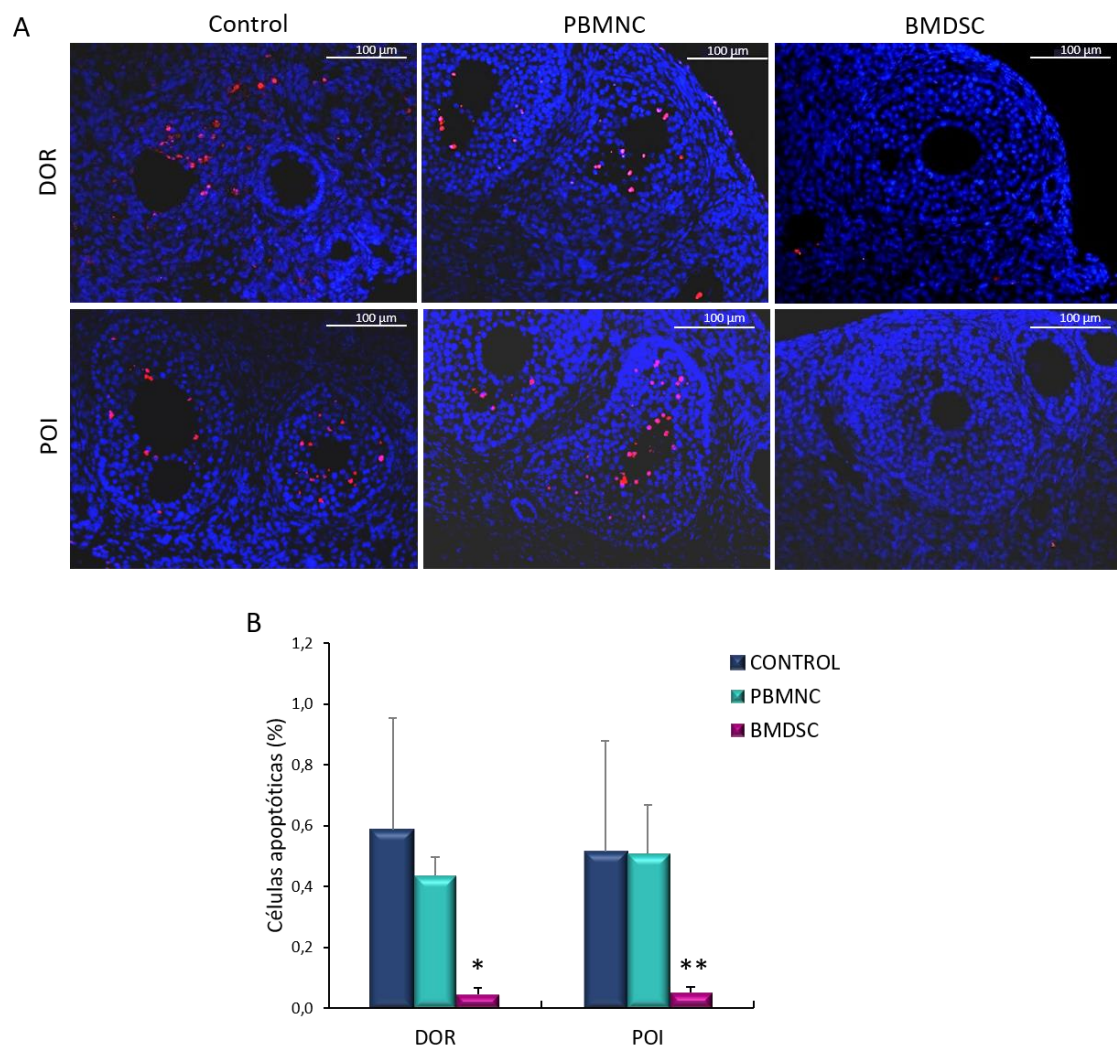 A
Control
PBMNC
BMDSC
DOR
100 µm
100 µm
100 µm
POI
100 µm
100 µm
100 µm
B
Células apoptóticas (%)
1,2
1,0
0,8
0,6
0,4
0,2
0,0
CONTROL
PBMNC
BMDSC
*
**
DOR
POI